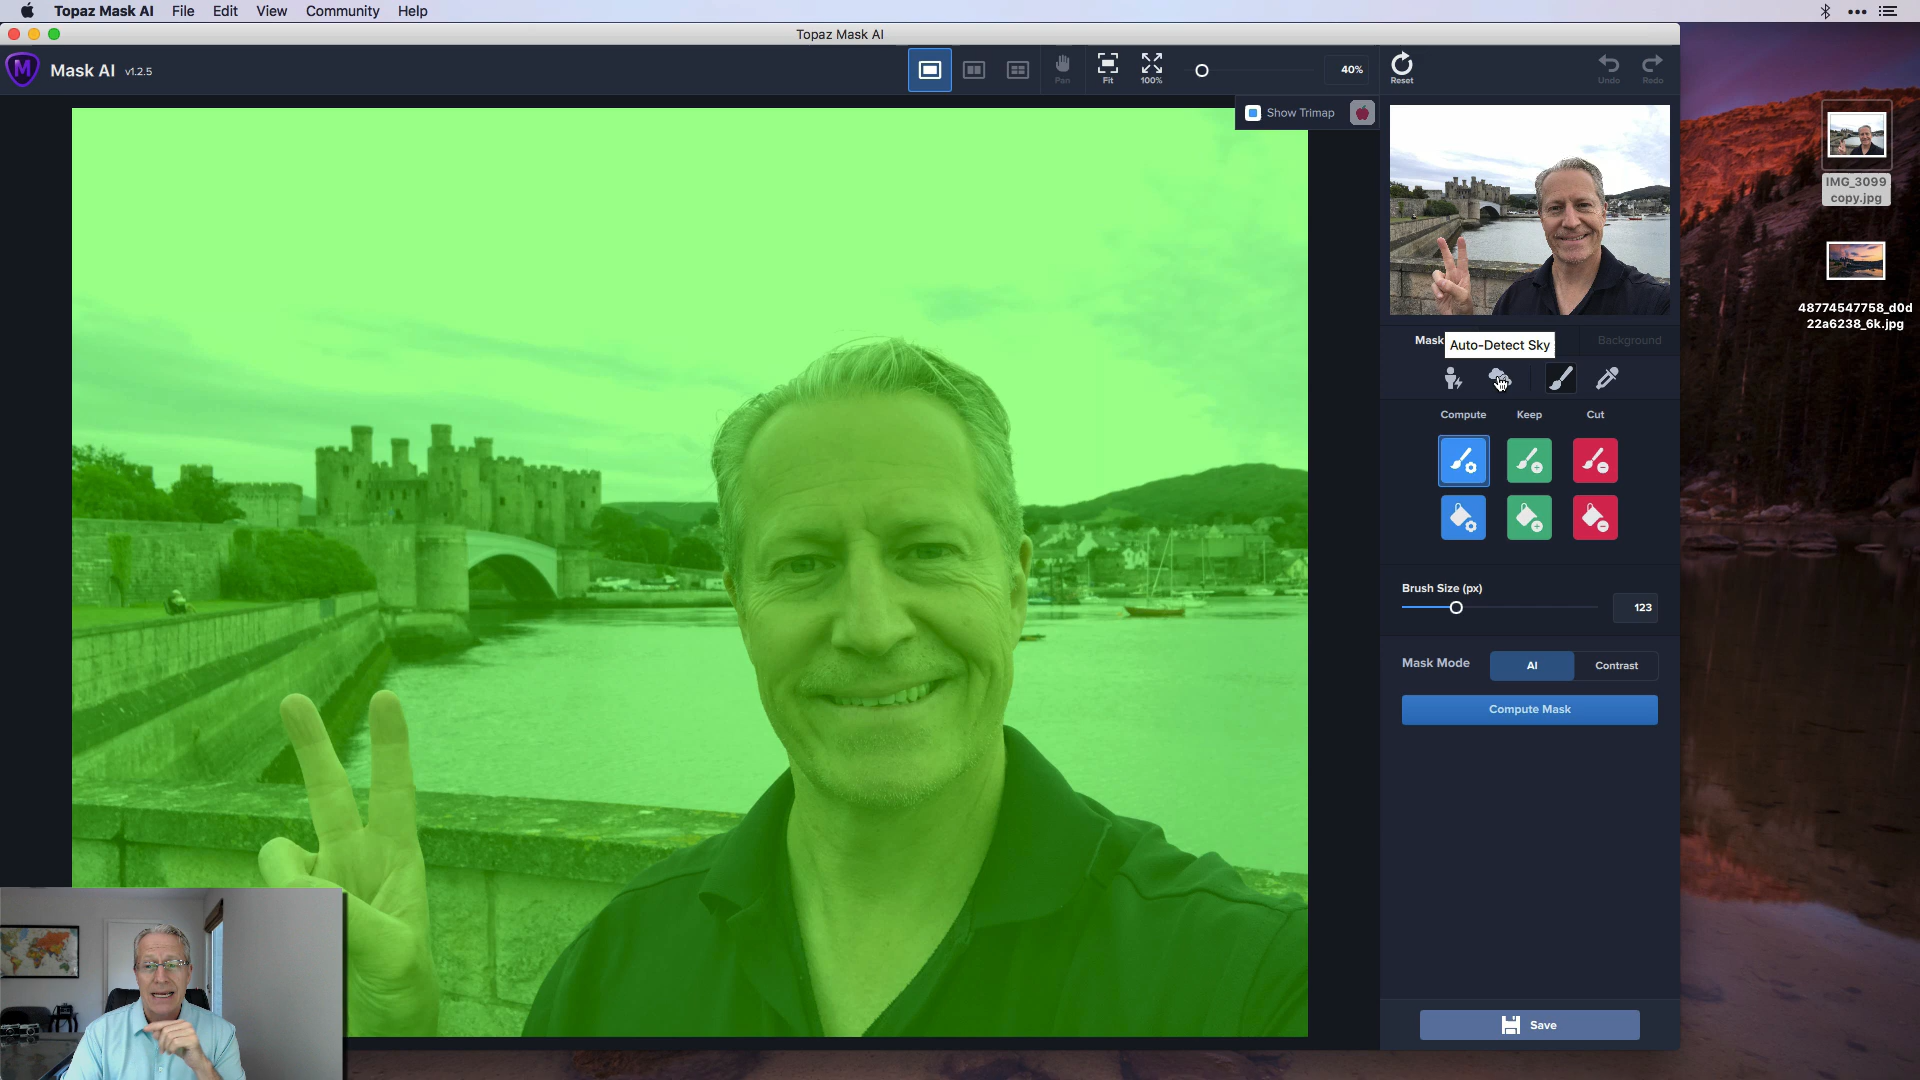 Topaz Mask AI File Edit View Community Help
Topaz Mask AI
M Mask AI v1.2.5
Pan Fit 100% 40% Reset Undo Redo
Show Trimap
IMG_3099
copy.jpg
48774547758_d0d
22a6238_6k.jpg
Mask Auto-Detect Sky Background
Compute Keep Cut
Brush Size (px)
123
Mask Mode AI Contrast
Compute Mask
Save